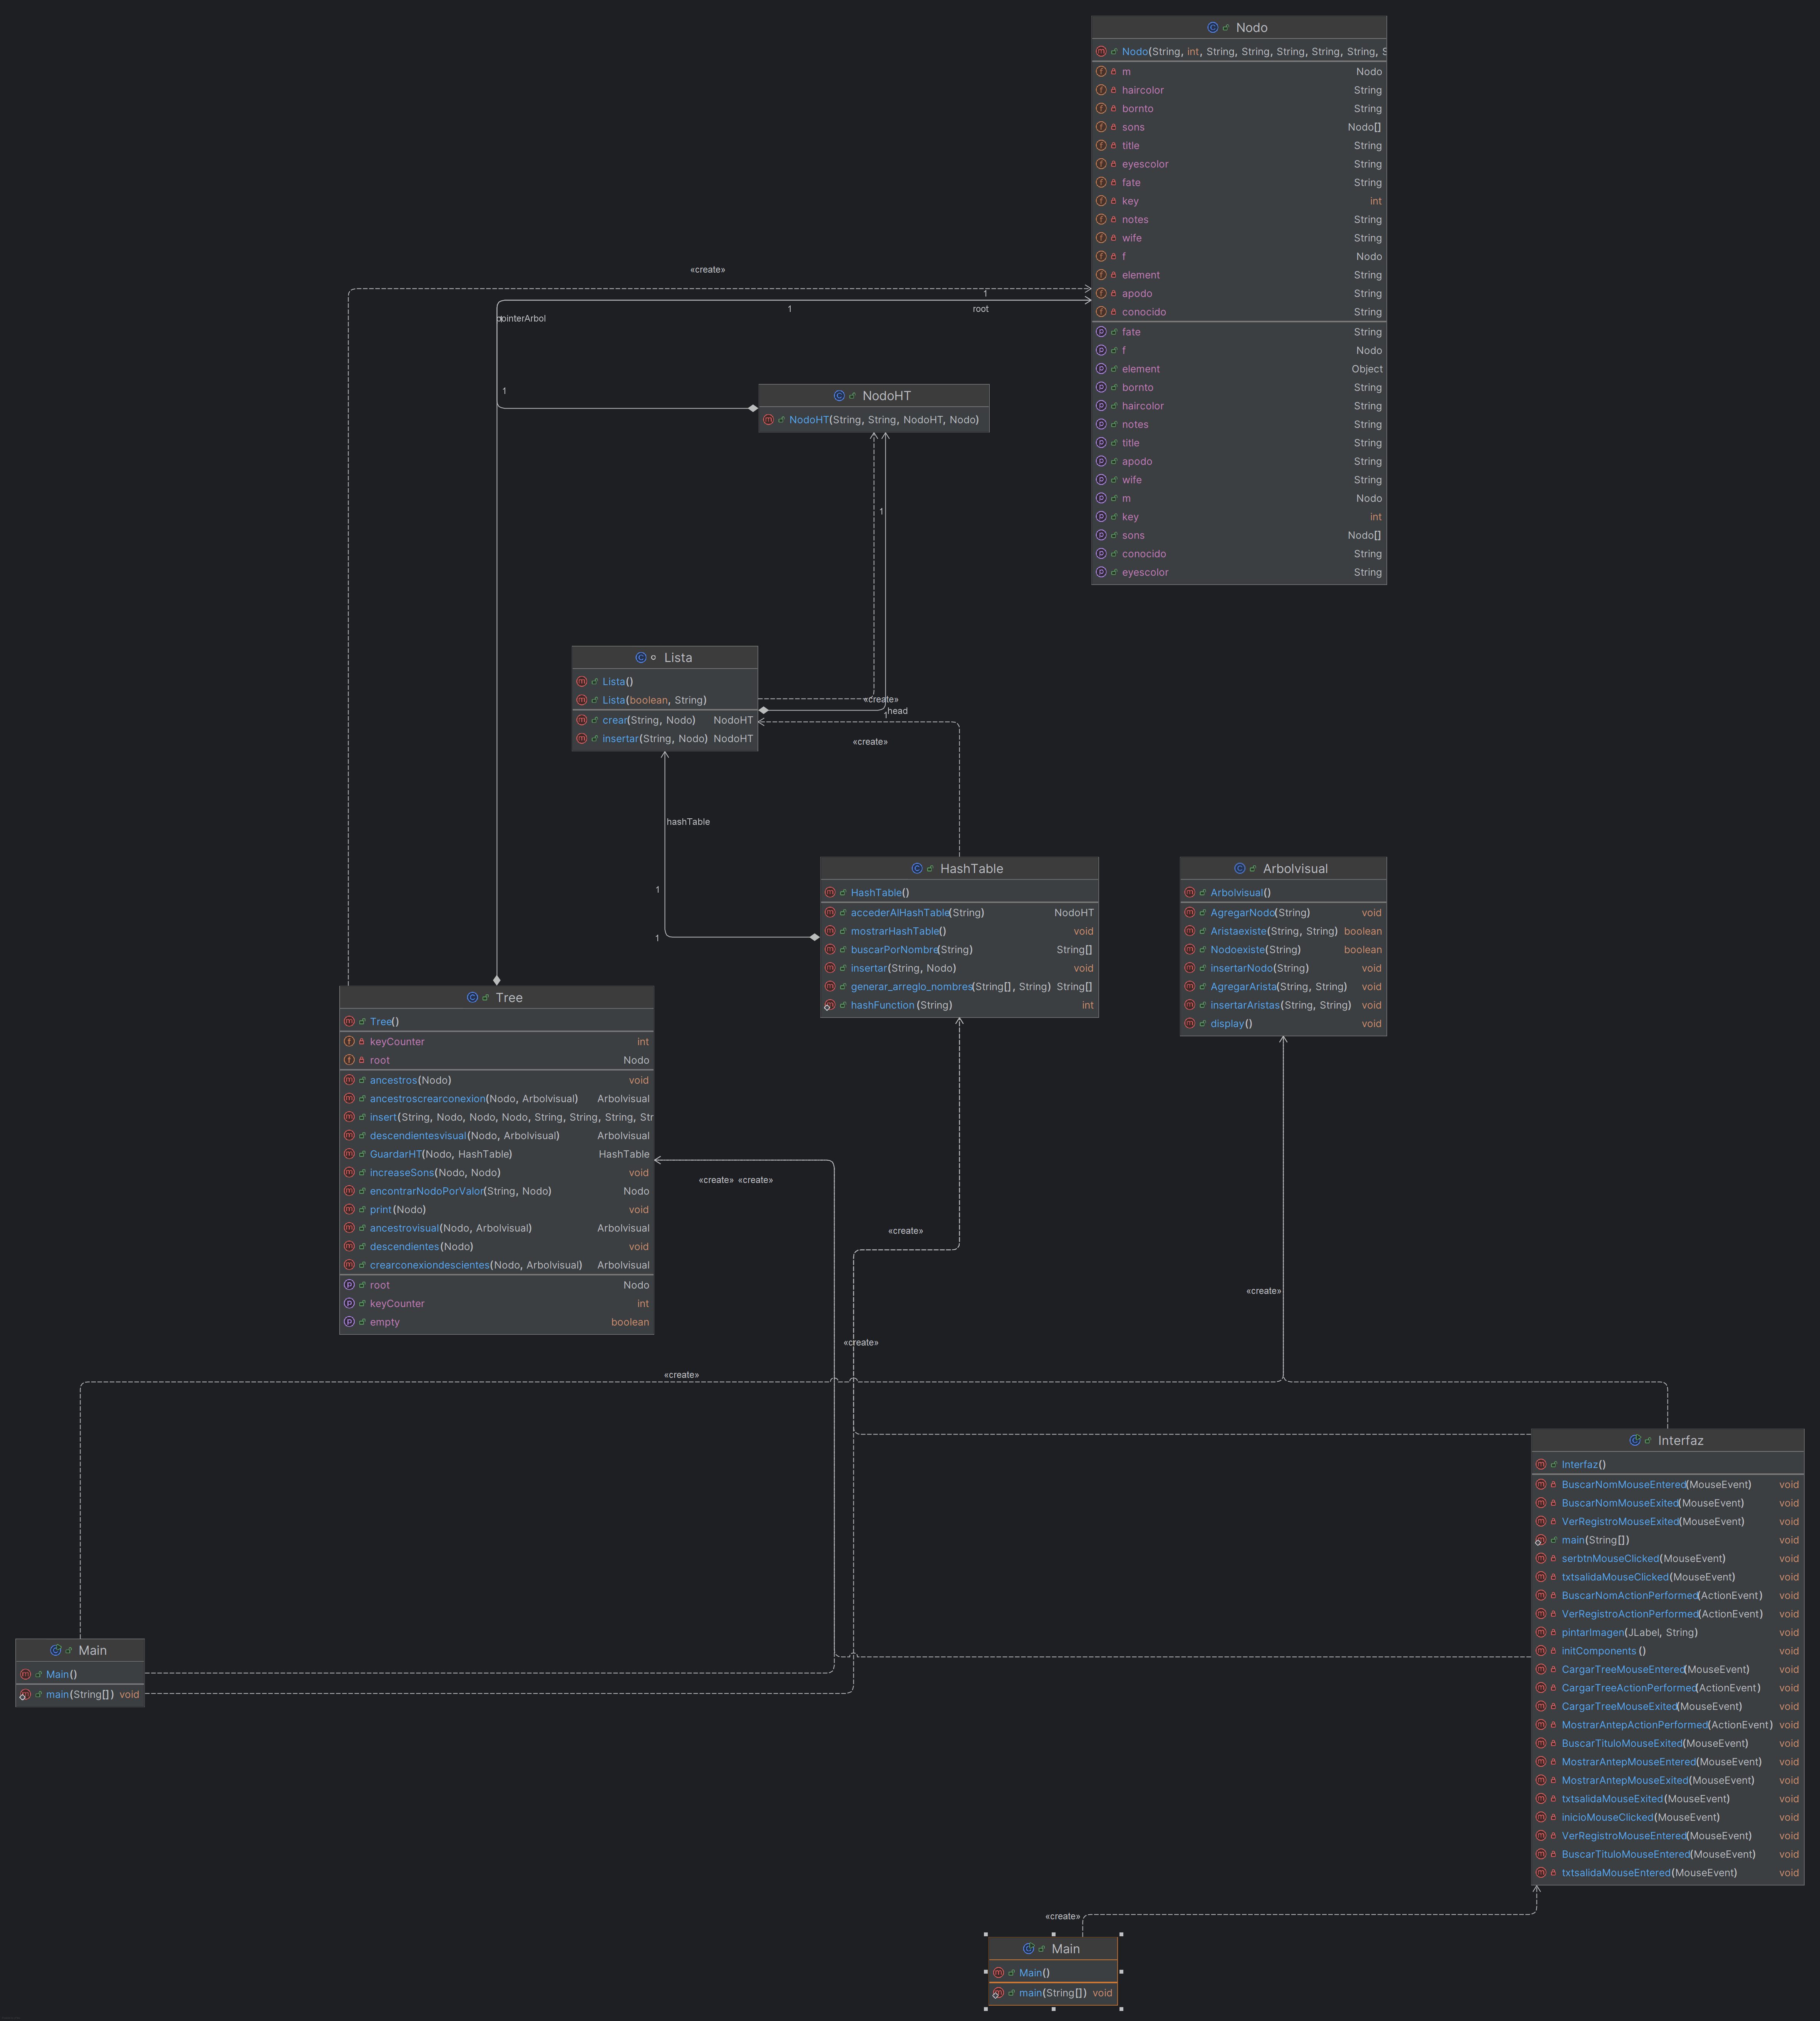 Nodo
Nodo(String, int, String, String, String, String, String, S
m Nodo
haircolor String
bornto String
sons Nodo[]
title String
eyescolor String
fate String
key int
notes String
wife String
f Nodo
element String
apodo String
conocido String
fate String
f Nodo
element Object
bornto String
haircolor String
notes String
title String
apodo String
wife String
m Nodo
key int
sons Nodo[]
conocido String
eyescolor String
«create»
1
1
root
pointerArbol
1
1
NodoHT
NodoHT(String, String, NodoHT, Nodo)
1
Lista
Lista()
Lista(boolean, String)
crear(String, Nodo) NodoHT
insertar(String, Nodo) NodoHT
«create»
head
1
«create»
hashTable
1
1
HashTable
HashTable()
accederAlHashTable(String) NodoHT
mostrarHashTable() void
buscarPorNombre(String) String[]
insertar(String, Nodo) void
generar_arreglo_nombres(String[], String) String[]
hashFunction(String) int
Arbolvisual
Arbolvisual()
AgregarNodo(String) void
Aristaexiste(String, String) boolean
Nodoexiste(String) boolean
insertarNodo(String) void
AgregarArista(String, String) void
insertarAristas(String, String) void
display() void
Tree
Tree()
keyCounter int
root Nodo
ancestros(Nodo) void
ancestroscrearconexion(Nodo, Arbolvisual) Arbolvisual
insert(String, Nodo, Nodo, Nodo, String, String, String, Str
descendientesvisual(Nodo, Arbolvisual) Arbolvisual
GuardarHT(Nodo, HashTable) HashTable
increaseSons(Nodo, Nodo) void
encontrarNodoPorValor(String, Nodo) Nodo
print(Nodo) void
ancestrovisual(Nodo, Arbolvisual) Arbolvisual
descendientes(Nodo) void
crearconexiondescientes(Nodo, Arbolvisual) Arbolvisual
root Nodo
keyCounter int
empty boolean
«create» «create»
«create»
«create»
«create»
«create»
Interfaz
Interfaz()
BuscarNomMouseEntered(MouseEvent) void
BuscarNomMouseExited(MouseEvent) void
VerRegistroMouseExited(MouseEvent) void
main(String[]) void
serbtnMouseClicked(MouseEvent) void
txtsalidaMouseClicked(MouseEvent) void
BuscarNomActionPerformed(ActionEvent) void
VerRegistroActionPerformed(ActionEvent) void
pintarImagen(JLabel, String) void
initComponents() void
CargarTreeMouseEntered(MouseEvent) void
CargarTreeActionPerformed(ActionEvent) void
CargarTreeMouseExited(MouseEvent) void
MostrarAntepActionPerformed(ActionEvent) void
BuscarTituloMouseExited(MouseEvent) void
MostrarAntepMouseEntered(MouseEvent) void
MostrarAntepMouseExited(MouseEvent) void
txtsalidaMouseExited(MouseEvent) void
inicioMouseClicked(MouseEvent) void
VerRegistroMouseEntered(MouseEvent) void
BuscarTituloMouseEntered(MouseEvent) void
txtsalidaMouseEntered(MouseEvent) void
Main
Main()
main(String[]) void
«create»
Main
Main()
main(String[]) void